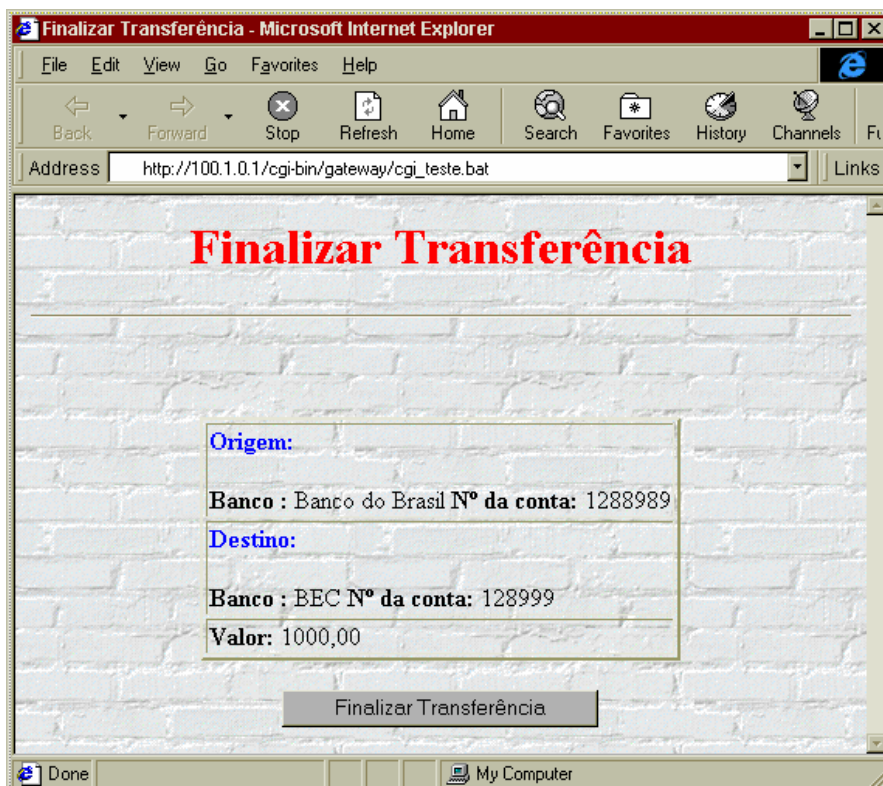 Finalizar Transferência - Microsoft Internet Explorer
File Edit View Go Favorites Help
Back Forward Stop Refresh Home Search Favorites History Channels Fu
Address http://100.1.0.1/cgi-bin/gateway/cgi_teste.bat Links
Finalizar Transferência
Origem:
Banco : Banco do Brasil Nº da conta: 1288989
Destino:
Banco : BEC Nº da conta: 128999
Valor: 1000,00
Finalizar Transferência
Done My Computer